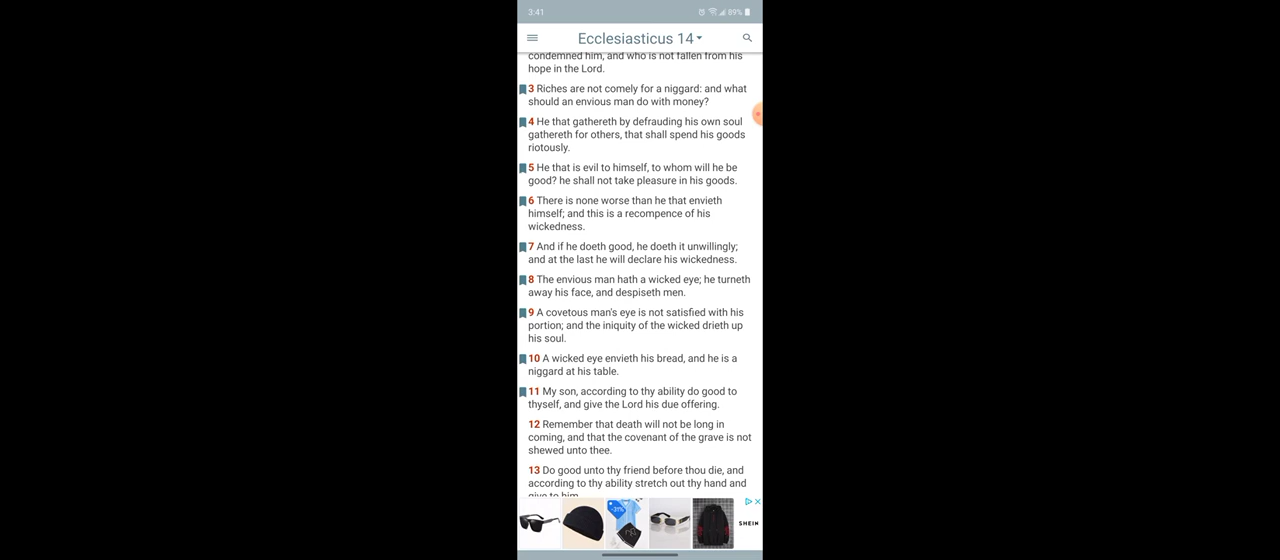 3:41
89%
Ecclesiasticus 14
condemned him, and who is not fallen from his
hope in the Lord.
3 Riches are not comely for a niggard: and what
should an envious man do with money?
4 He that gathereth by defrauding his own soul
gathereth for others, that shall spend his goods
riotously.
5 He that is evil to himself, to whom will he be
good? he shall not take pleasure in his goods.
6 There is none worse than he that envieth
himself; and this is a recompence of his
wickedness.
7 And if he doeth good, he doeth it unwillingly;
and at the last he will declare his wickedness.
8 The envious man hath a wicked eye; he turneth
away his face, and despiseth men.
9 A covetous man's eye is not satisfied with his
portion; and the iniquity of the wicked drieth up
his soul.
10 A wicked eye envieth his bread, and he is a
niggard at his table.
11 My son, according to thy ability do good to
thyself, and give the Lord his due offering.
12 Remember that death will not be long in
coming, and that the covenant of the grave is not
shewed unto thee.
13 Do good unto thy friend before thou die, and
according to thy ability stretch out thy hand and
give to him.
-31%
SHEIN